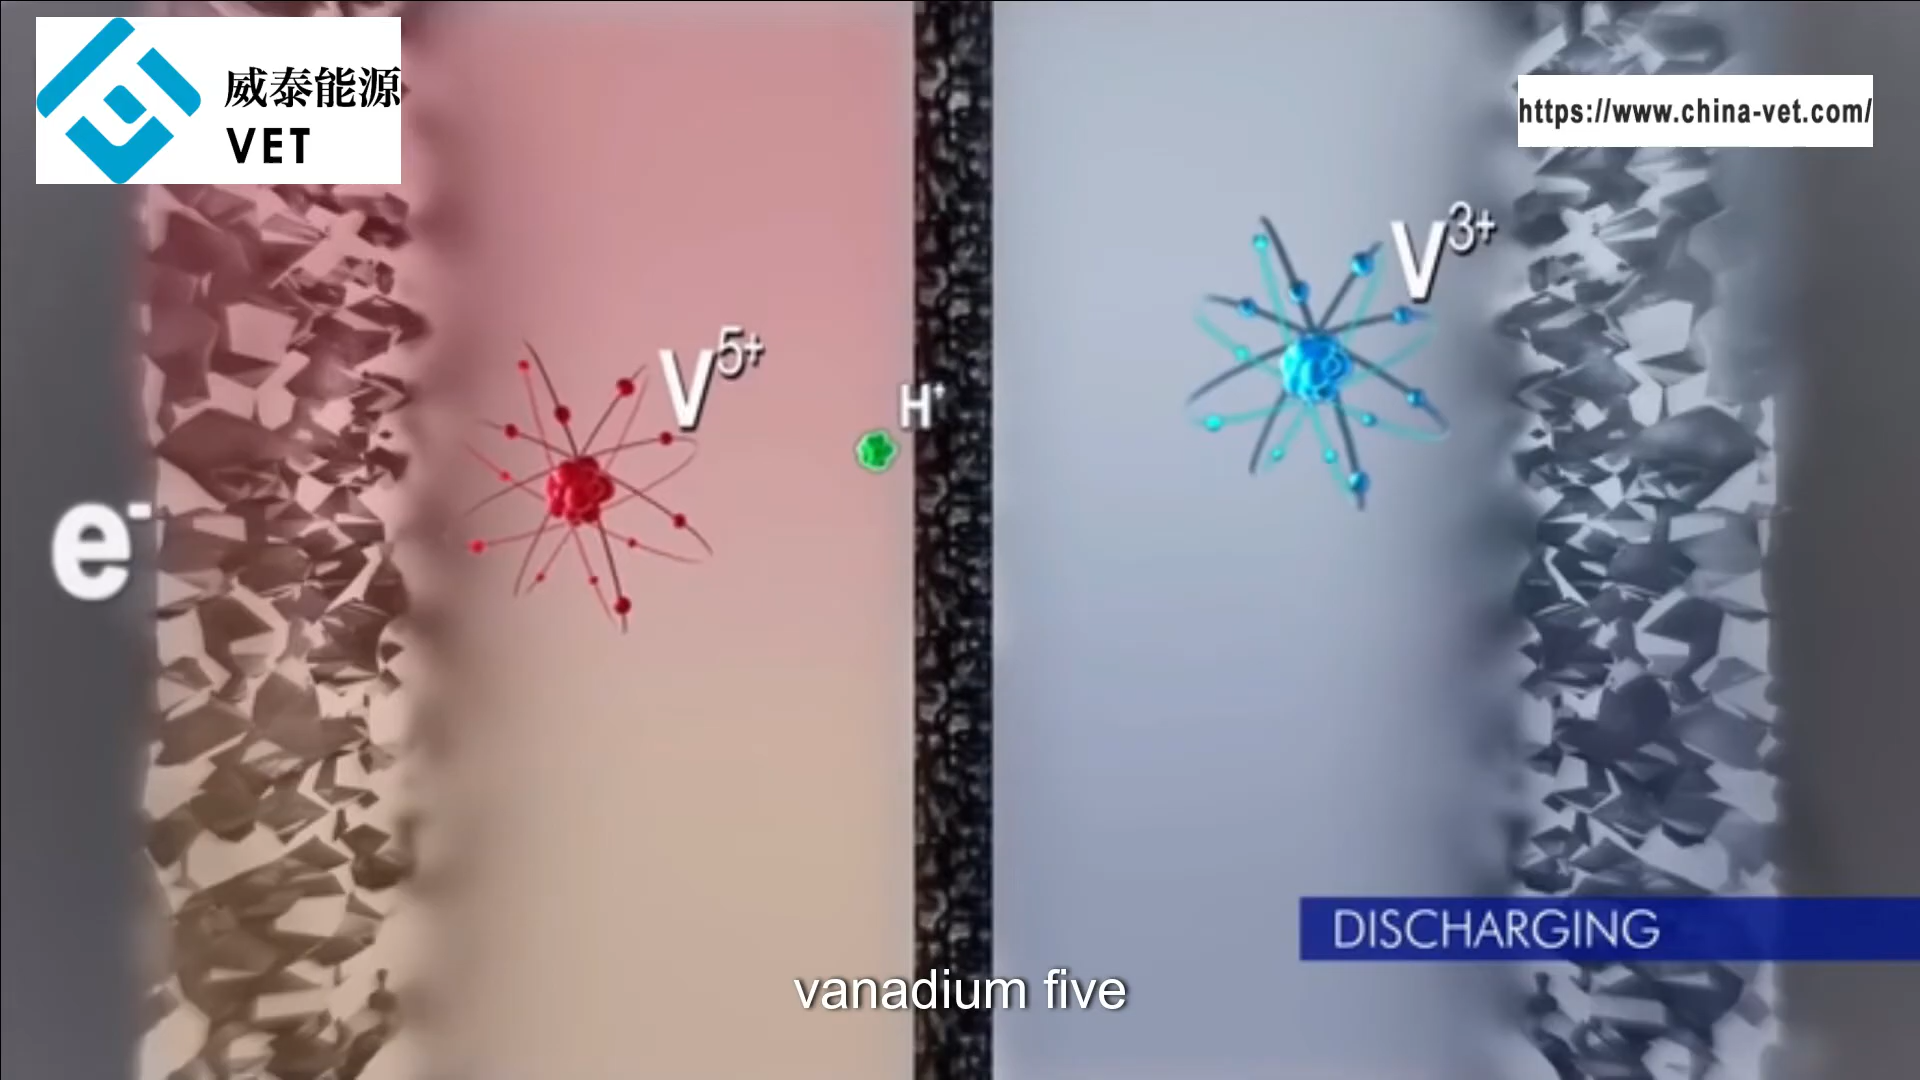 威泰能源
VET
https://www.china-vet.com/
V3+
V5+
H+
e-
DISCHARGING
vanadium five